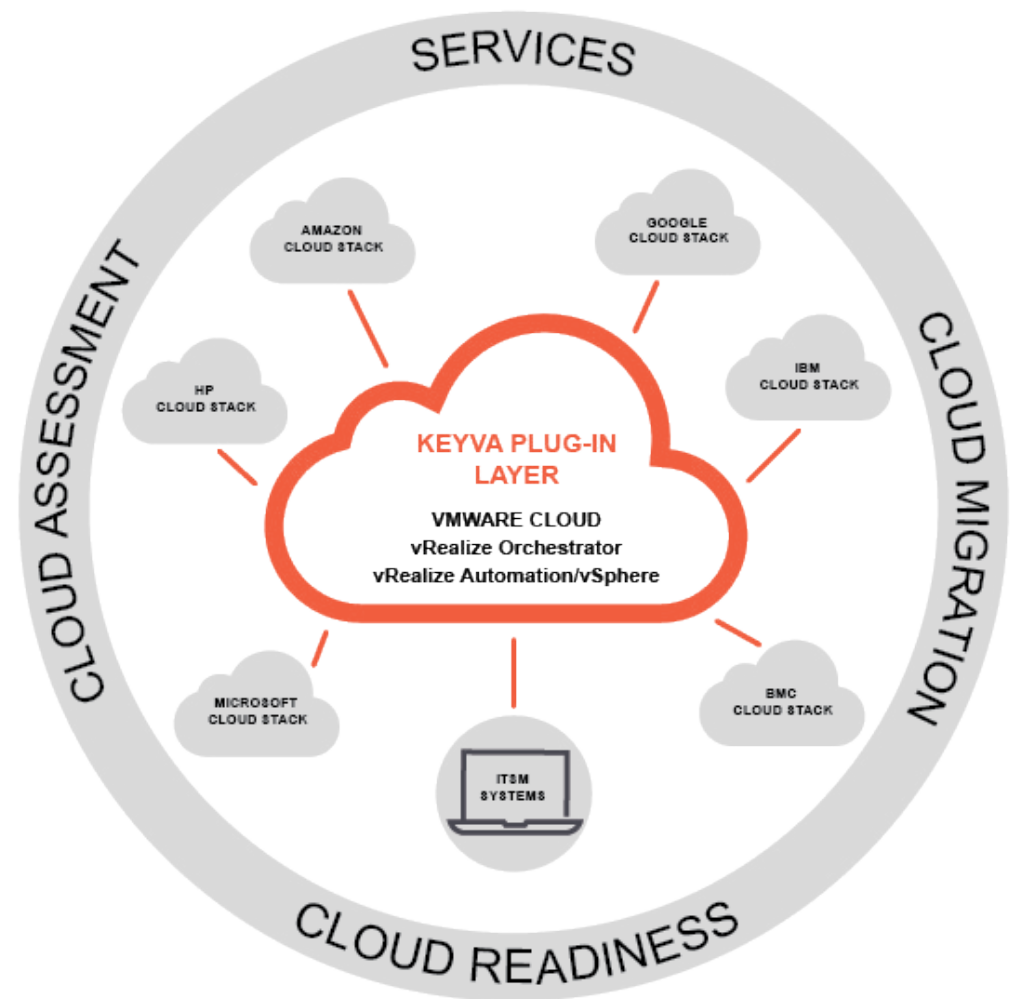 SERVICES
AMAZON
CLOUD STACK
GOOGLE
CLOUD STACK
HP
CLOUD STACK
IBM
CLOUD STACK
CLOUD ASSESSMENT
CLOUD MIGRATION
KEYVA PLUG-IN
LAYER
VMWARE CLOUD
vRealize Orchestrator
vRealize Automation/vSphere
MICROSOFT
CLOUD STACK
BMC
CLOUD STACK
ITSM
SYSTEMS
CLOUD READINESS